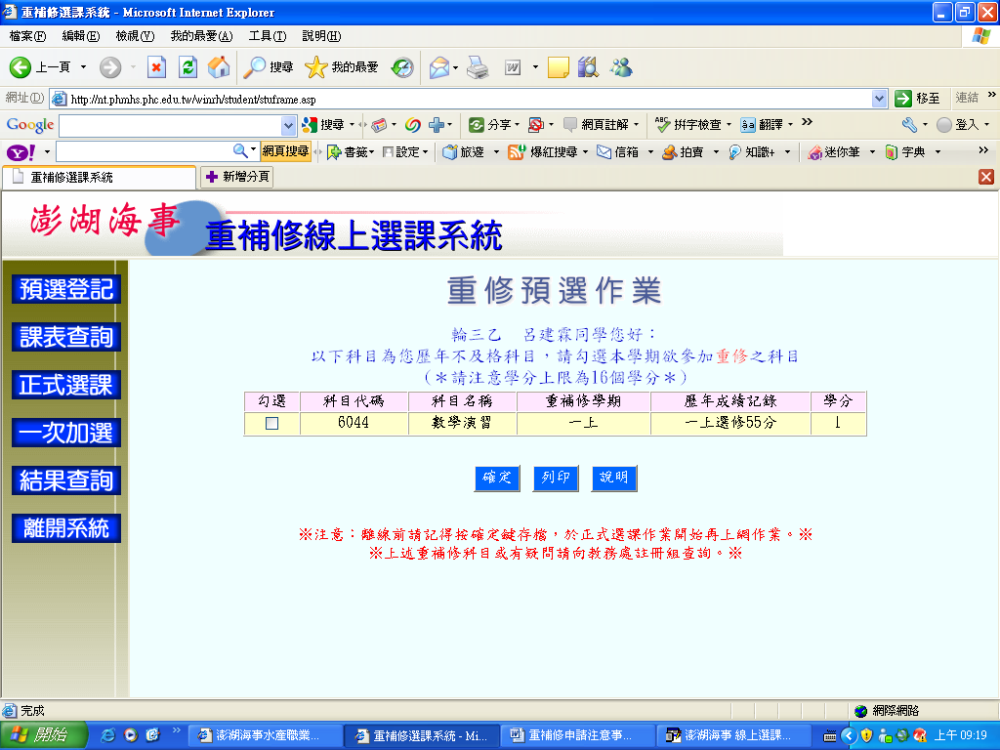 重補修選課系統 - Microsoft Internet Explorer
檔案(F) 編輯(E) 檢視(V) 我的最愛(A) 工具(T) 說明(H)
上一頁 搜尋 我的最愛
網址(D) http://nt.phmhs.phc.edu.tw/winrh/student/stuframe.asp 移至 連結 »
Google 搜尋 分享 網頁註解 拼字檢查 翻譯 » 登入
Y! 網頁搜尋 書籤 設定 旅遊 爆紅搜尋 信箱 拍賣 知識+ 迷你筆 字典 »
重補修選課系統 新增分頁
澎湖海事 重補修線上選課系統
預選登記
課表查詢
正式選課
一次加選
結果查詢
離開系統
重修預選作業
輪三乙 呂建霖同學您好：
以下科目為您歷年不及格科目，請勾選本學期欲參加重修之科目
(＊請注意學分上限為16個學分＊)
勾選 科目代碼 科目名稱 重補修學期 歷年成績記錄 學分
6044 數學演習 一上 一上選修55分 1
確定 列印 說明
※注意：離線前請記得按確定鍵存檔，於正式選課作業開始再上網作業。※
※上述重補修科目或有疑問請向教務處註冊組查詢。※
完成 網際網路
開始 » 澎湖海事水產職業... 重補修選課系統 - Mi... 重補修申請注意事... 澎湖海事 線上選課... 上午 09:19